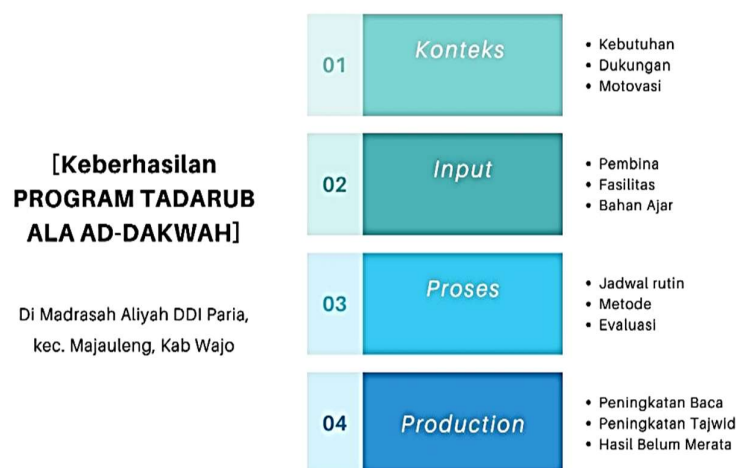 [Keberhasilan
PROGRAM TADARUB
ALA AD-DAKWAH]
Di Madrasah Aliyah DDI Paria,
kec. Majauleng, Kab Wajo
01
Konteks
• Kebutuhan
• Dukungan
• Motovasi
02
Input
• Pembina
• Fasilitas
• Bahan Ajar
03
Proses
• Jadwal rutin
• Metode
• Evaluasi
04
Production
• Peningkatan Baca
• Peningkatan Tajwid
• Hasil Belum Merata